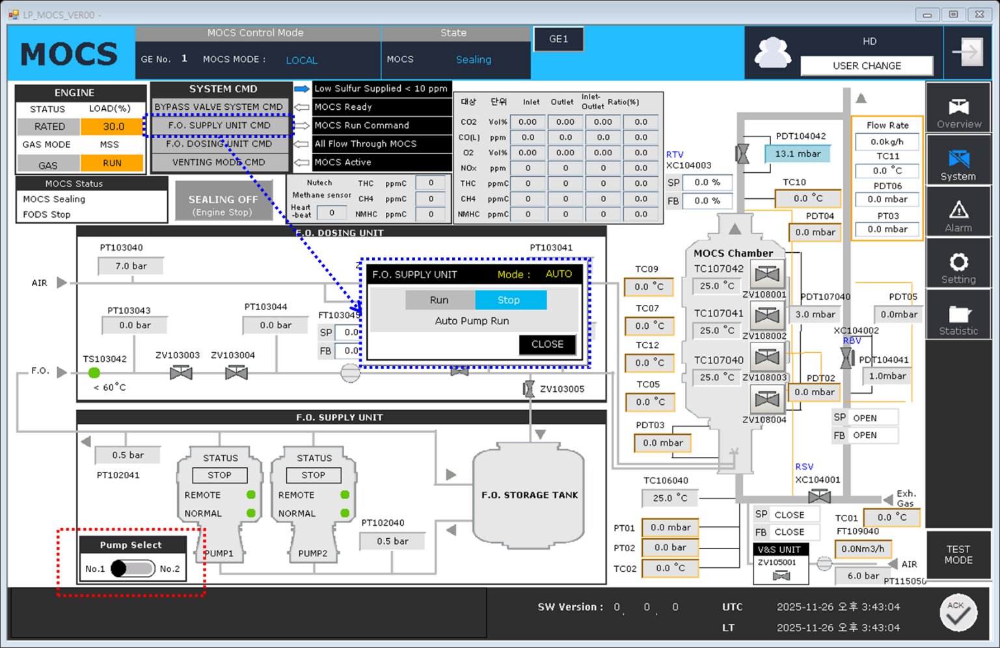 LP_MOCS_VER00 -
MOCS
MOCS Control Mode
State
GE No. 1 MOCS MODE : LOCAL
MOCS Sealing
GE1
HD
USER CHANGE
ENGINE
STATUS LOAD(%)
RATED 30.0
GAS MODE MSS
GAS RUN
SYSTEM CMD
BYPASS VALVE SYSTEM CMD
F.O. SUPPLY UNIT CMD
F.O. DOSING UNIT CMD
VENTING MODE CMD
Low Sulfur Supplied < 10 ppm
MOCS Ready
MOCS Run Command
All Flow Through MOCS
MOCS Active
MOCS Status
MOCS Sealing
FODS Stop
SEALING OFF
(Engine Stop)
Nutech
Methane sensor
Heart
-beat 0
THC ppmC 0
CH4 ppmC 0
NMHC ppmC 0
대상 단위 Inlet Outlet Inlet-Outlet Ratio(%)
CO2 Vol% 0.00 0.00 0.00 0.0
CO(L) ppm 0.0 0.0 0.0 0.0
O2 Vol% 0.00 0.00 0.00 0.0
NOx ppm 0 0 0 0.0
THC ppmC 0 0 0 0.0
CH4 ppmC 0 0 0 0.0
NMHC ppmC 0 0 0 0.0
RTV
XC104003
SP 0.0 %
FB 0.0 %
PDT104042
13.1 mbar
TC10
0.0 °C
PDT04
0.0 mbar
Flow Rate
0.0kg/h
TC11
0.0 °C
PDT06
0.0 mbar
PT03
0.0 mbar
Overview
System
Alarm
Setting
Statistic
TEST
MODE
F.O. DOSING UNIT
PT103040
7.0 bar
PT103041
AIR
PT103043
0.0 bar
PT103044
0.0 bar
FT103045
SP 0.0
FB 0.0
TS103042
ZV103003
ZV103004
F.O.
< 60°C
ZV103005
F.O. SUPPLY UNIT Mode : AUTO
Run Stop
Auto Pump Run
CLOSE
TC09
0.0 °C
TC07
0.0 °C
TC12
0.0 °C
TC05
0.0 °C
PDT03
0.0 mbar
MOCS Chamber
TC107042
25.0 °C
ZV108001
TC107041
25.0 °C
ZV108002
TC107040
25.0 °C
ZV108003
ZV108004
PDT107040
3.0 mbar
PDT05
0.0mbar
XC104002
RBV
PDT104041
1.0mbar
PDT02
0.0 mbar
SP OPEN
FB OPEN
F.O. SUPPLY UNIT
0.5 bar
PT102041
STATUS
STOP
REMOTE
NORMAL
PUMP1
STATUS
STOP
REMOTE
NORMAL
PUMP2
PT102040
0.5 bar
F.O. STORAGE TANK
Pump Select
No.1 No.2
RSV
XC104001
TC106040
25.0 °C
PT01 0.0 mbar
PT02 0.0 bar
TC02 0.0 °C
SP CLOSE
FB CLOSE
V&S UNIT
ZV105001
Exh.
Gas
TC01 0.0 °C
FT109040
0.0Nm3/h
AIR
6.0 bar
PT115050
SW Version : 0 . 0 . 0
UTC 2025-11-26 오후 3:43:04
LT 2025-11-26 오후 3:43:04
ACK